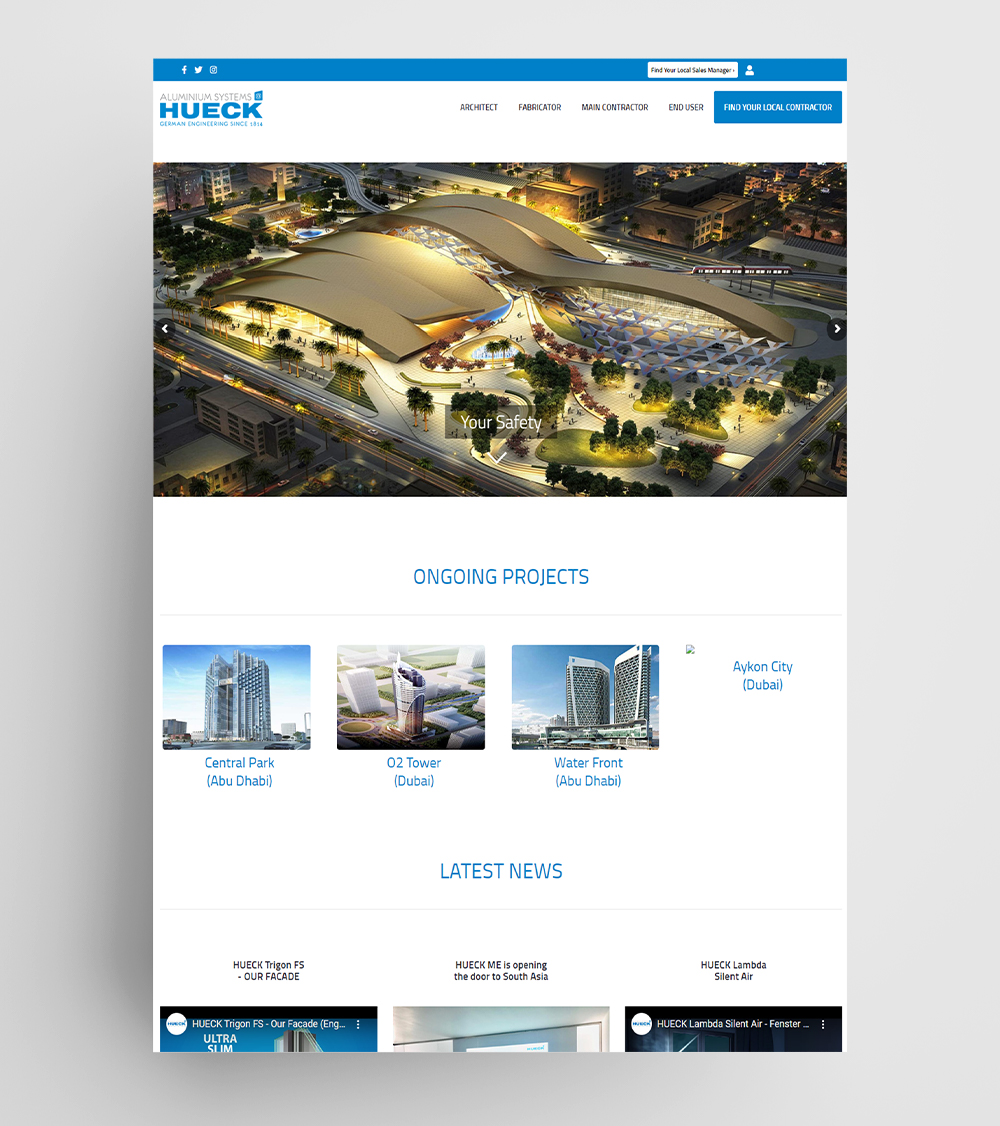 Find Your Local Sales Manager ›
ALUMINIUM SYSTEMS
HUECK
GERMAN ENGINEERING SINCE 1814
ARCHITECT
FABRICATOR
MAIN CONTRACTOR
END USER
FIND YOUR LOCAL CONTRACTOR
Your Safety
ONGOING PROJECTS
Central Park
(Abu Dhabi)
O2 Tower
(Dubai)
Water Front
(Abu Dhabi)
Aykon City
(Dubai)
LATEST NEWS
HUECK Trigon FS
- OUR FACADE
HUECK ME is opening
the door to South Asia
HUECK Lambda
Silent Air
HUECK
HUECK Trigon FS - Our Facade (Eng...
ULTRA
SLIM
HUECK
HUECK Lambda Silent Air - Fenster ...